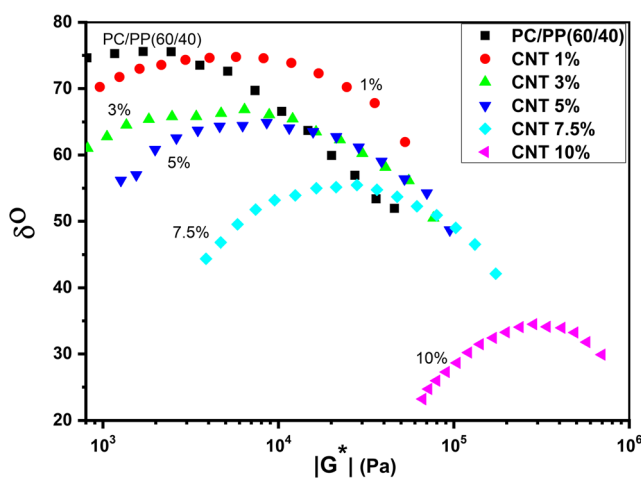 80
70
60
50
40
30
20
δO
PC/PP(60/40)
1%
3%
5%
7.5%
10%
PC/PP(60/40)
CNT 1%
CNT 3%
CNT 5%
CNT 7.5%
CNT 10%
10³ 10⁴ 10⁵ 10⁶
|G*| (Pa)